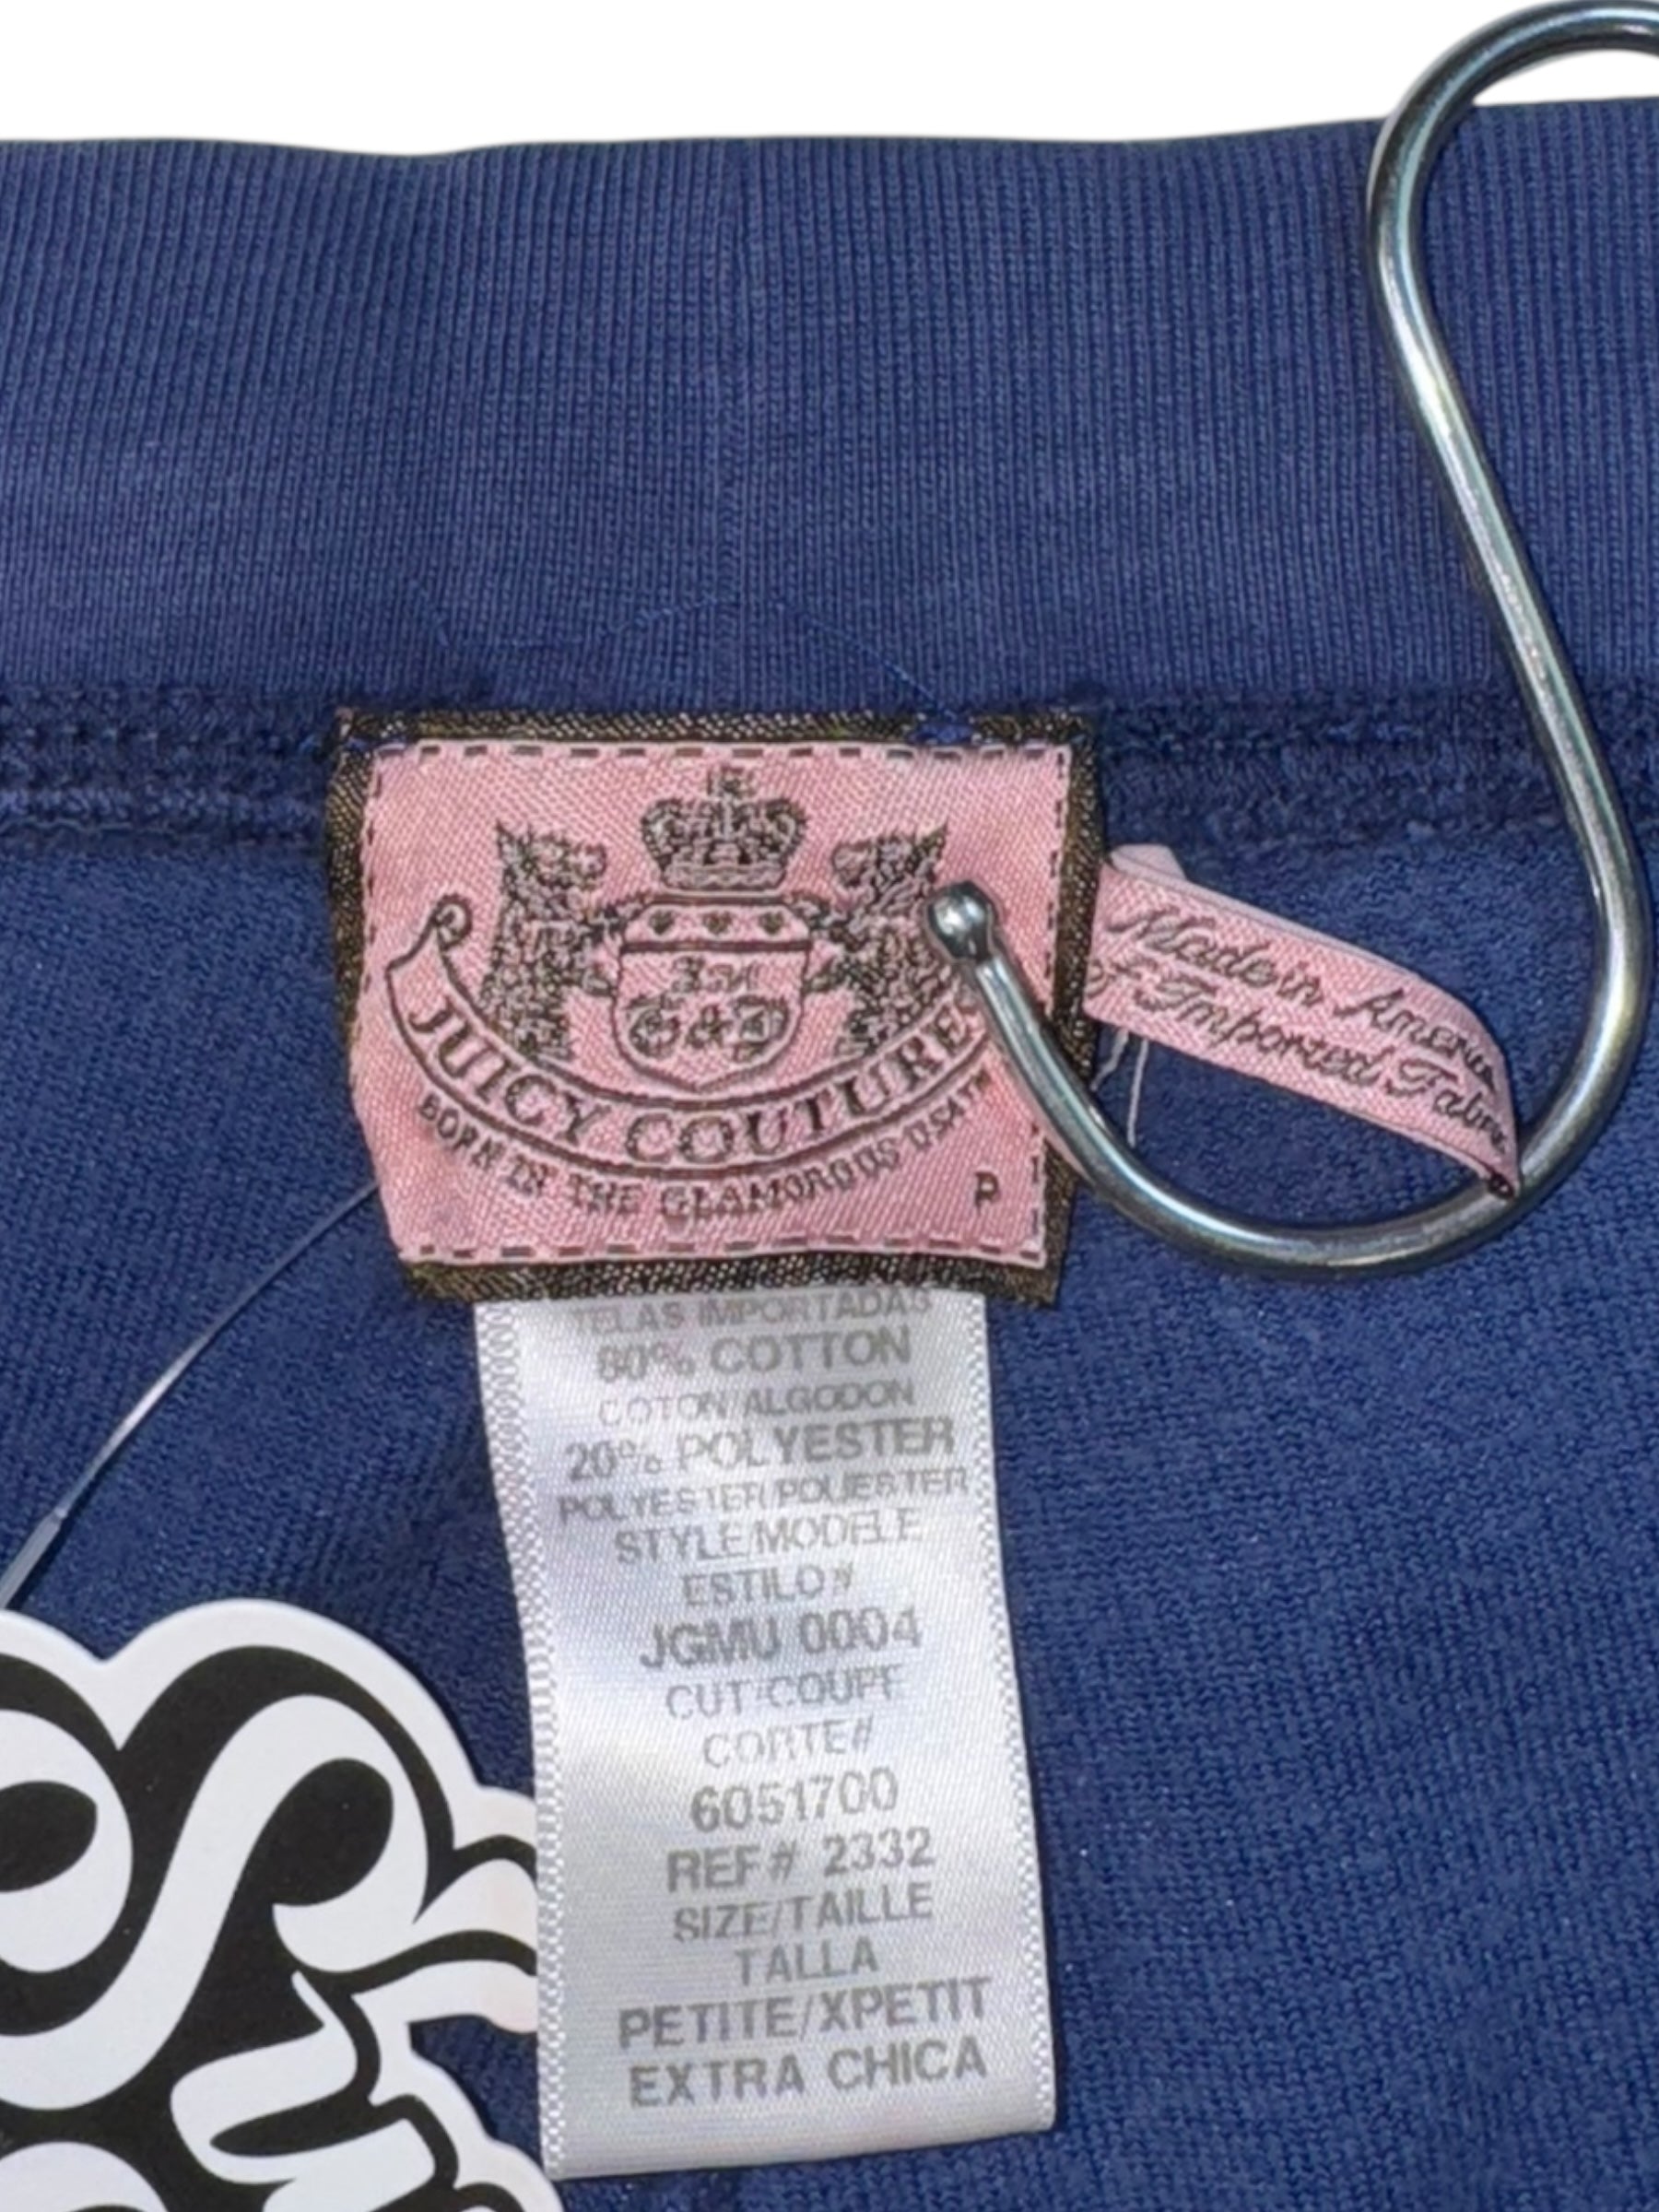 G&P
JUICY COUTURE
BORN IN THE GLAMOROUS USA
P
Made in America
of Imported Fabric
TELAS IMPORTADAS
80% COTTON
COTON/ALGODON
20% POLYESTER
POLYESTER/POLIESTER
STYLE/MODELE
ESTILO#
JGMU 0004
CUT/COUPE
CORTE#
6051700
REF# 2332
SIZE/TAILLE
TALLA
PETITE/XPETIT
EXTRA CHICA